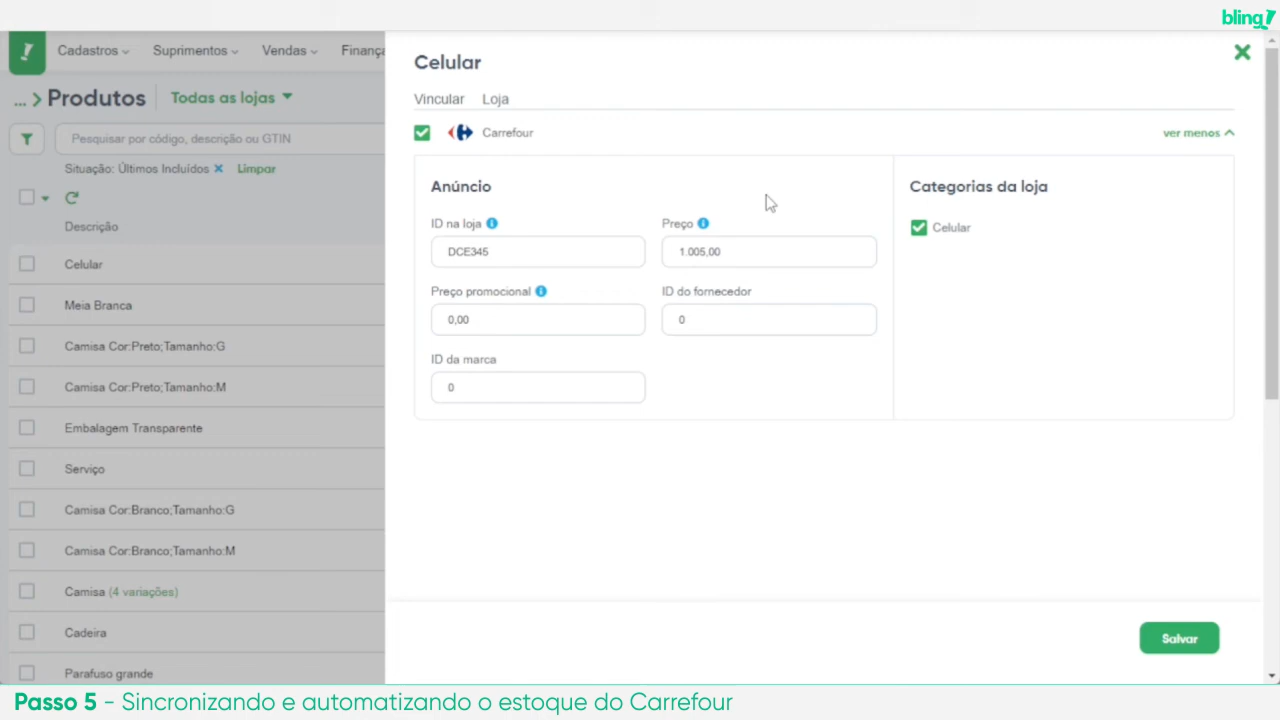 bling!
Cadastros
Suprimentos
Vendas
Finança
... Produtos
Todas as lojas
Pesquisar por código, descrição ou GTIN
Situação: Últimos Incluídos
Limpar
Descrição
Celular
Meia Branca
Camisa Cor:Preto;Tamanho:G
Camisa Cor:Preto;Tamanho:M
Embalagem Transparente
Serviço
Camisa Cor:Branco;Tamanho:G
Camisa Cor:Branco;Tamanho:M
Camisa (4 variações)
Cadeira
Parafuso grande
Celular
Vincular Loja
Carrefour
ver menos
Anúncio
ID na loja
DCE345
Preço
1.005,00
Preço promocional
0,00
ID do fornecedor
0
ID da marca
0
Categorias da loja
Celular
Salvar
Passo 5 - Sincronizando e automatizando o estoque do Carrefour